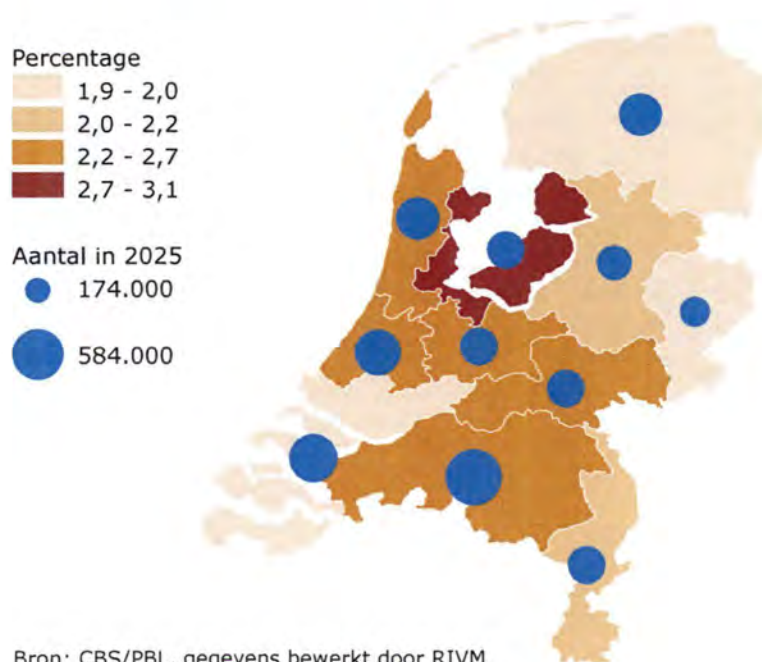 Percentage
1,9 - 2,0
2,0 - 2,2
2,2 - 2,7
2,7 - 3,1
Aantal in 2025
174.000
584.000
Bron: CBS/PBL, gegevens bewerkt door RIVM